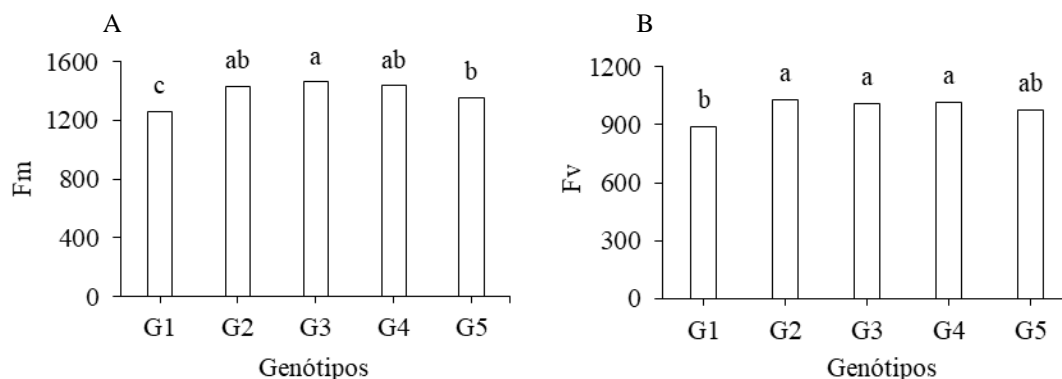 A
1600
1200
800
400
0
Fm
c
ab
a
ab
b
G1 G2 G3 G4 G5
Genótipos
B
1200
900
600
300
0
Fv
b
a
a
a
ab
G1 G2 G3 G4 G5
Genótipos